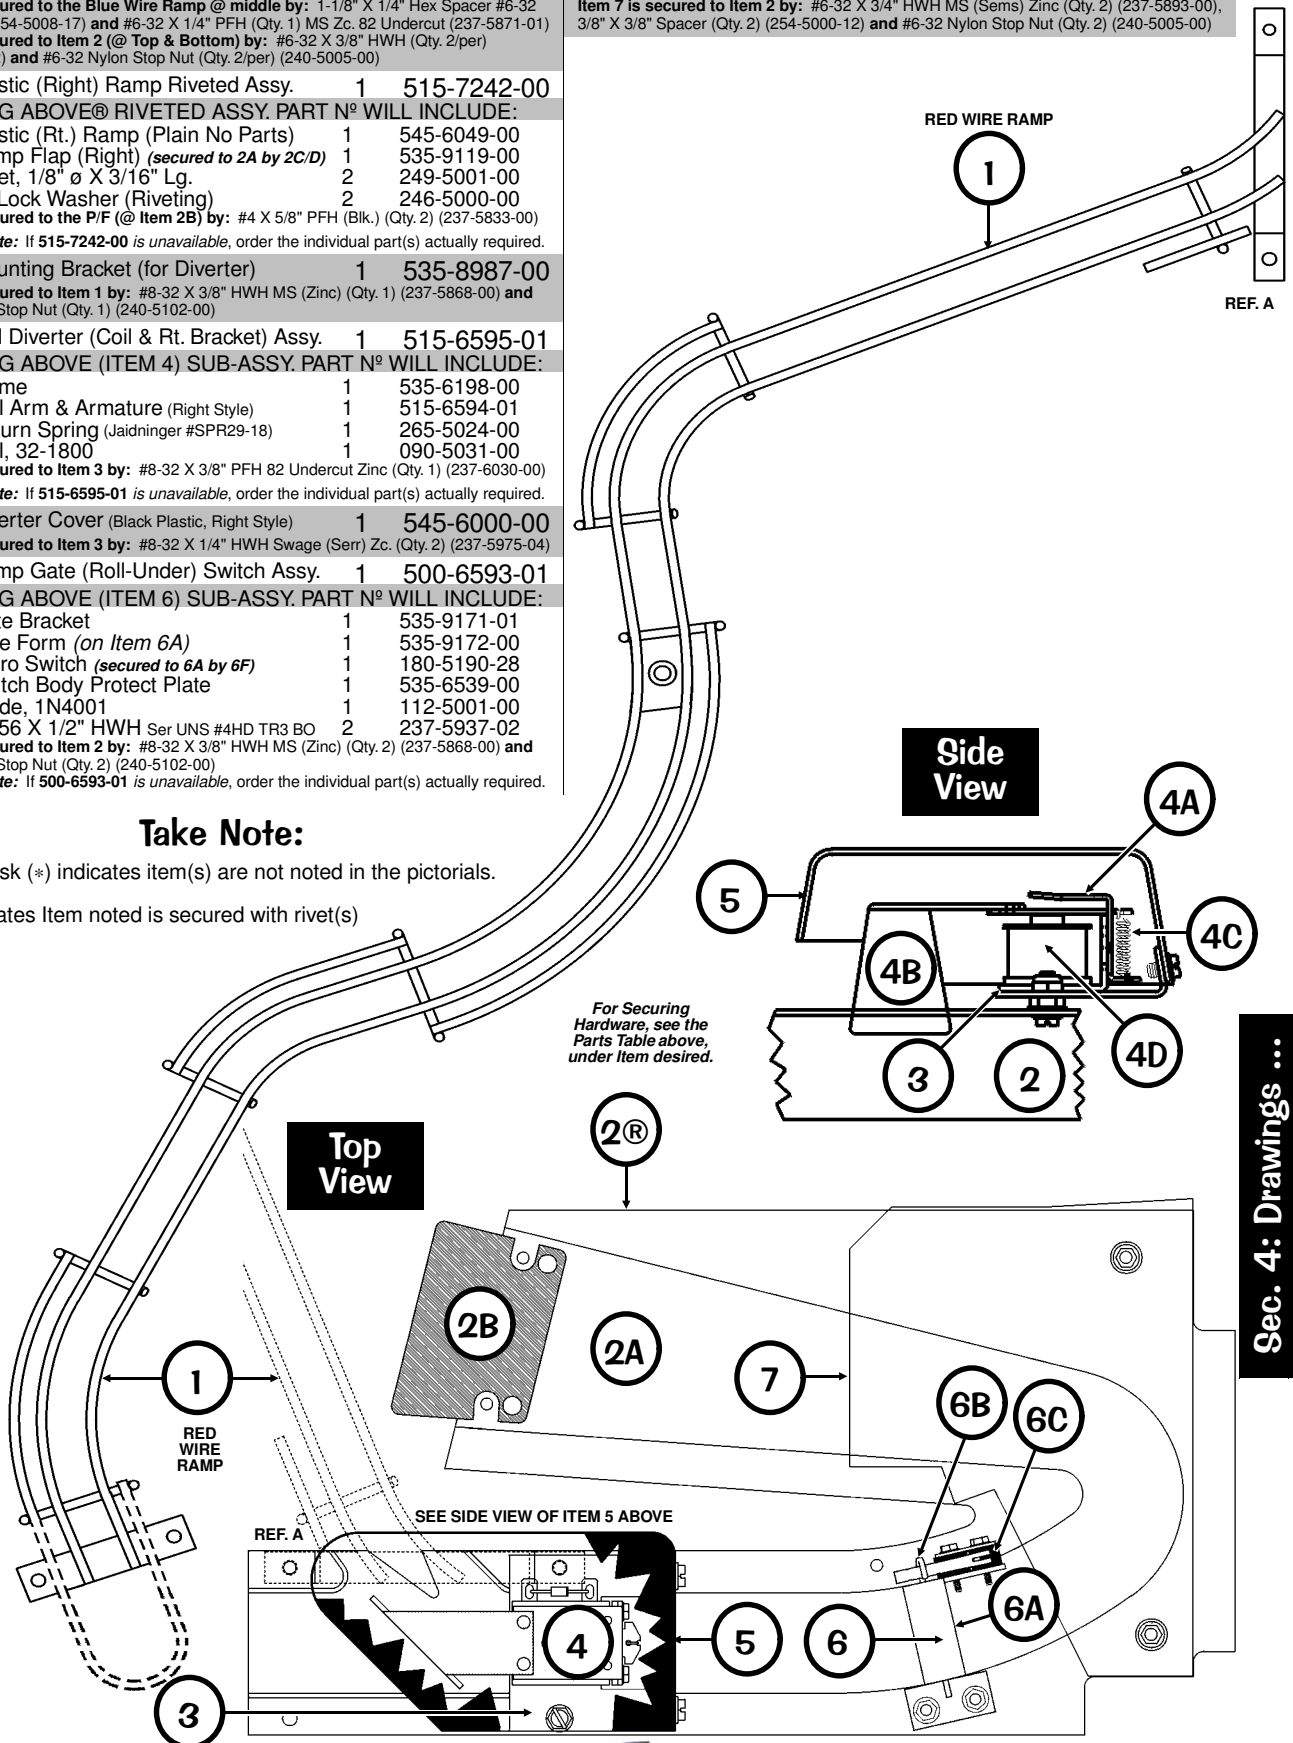 ured to the Blue Wire Ramp @ middle by: 1-1/8" X 1/4" Hex Spacer #6-32
54-5008-17) and #6-32 X 1/4" PFH (Qty. 1) MS Zc. 82 Undercut (237-5871-01)
ured to Item 2 (@ Top & Bottom) by: #6-32 X 3/8" HWH (Qty. 2/per)
) and #6-32 Nylon Stop Nut (Qty. 2/per) (240-5005-00)
stic (Right) Ramp Riveted Assy. 1 515-7242-00
G ABOVE® RIVETED ASSY. PART Nº WILL INCLUDE:
stic (Rt.) Ramp (Plain No Parts) 1 545-6049-00
mp Flap (Right) (secured to 2A by 2C/D) 1 535-9119-00
et, 1/8" ø X 3/16" Lg. 2 249-5001-00
Lock Washer (Riveting) 2 246-5000-00
ured to the P/F (@ Item 2B) by: #4 X 5/8" PFH (Blk.) (Qty. 2) (237-5833-00)
te: If 515-7242-00 is unavailable, order the individual part(s) actually required.
unting Bracket (for Diverter) 1 535-8987-00
ured to Item 1 by: #8-32 X 3/8" HWH MS (Zinc) (Qty. 1) (237-5868-00) and
Stop Nut (Qty. 1) (240-5102-00)
l Diverter (Coil & Rt. Bracket) Assy. 1 515-6595-01
G ABOVE (ITEM 4) SUB-ASSY. PART Nº WILL INCLUDE:
me 1 535-6198-00
l Arm & Armature (Right Style) 1 515-6594-01
urn Spring (Jaidninger #SPR29-18) 1 265-5024-00
l, 32-1800 1 090-5031-00
ured to Item 3 by: #8-32 X 3/8" PFH 82 Undercut Zinc (Qty. 1) (237-6030-00)
te: If 515-6595-01 is unavailable, order the individual part(s) actually required.
erter Cover (Black Plastic, Right Style) 1 545-6000-00
ured to Item 3 by: #8-32 X 1/4" HWH Swage (Serr) Zc. (Qty. 2) (237-5975-04)
mp Gate (Roll-Under) Switch Assy. 1 500-6593-01
G ABOVE (ITEM 6) SUB-ASSY. PART Nº WILL INCLUDE:
te Bracket 1 535-9171-01
e Form (on Item 6A) 1 535-9172-00
ro Switch (secured to 6A by 6F) 1 180-5190-28
tch Body Protect Plate 1 535-6539-00
de, 1N4001 1 112-5001-00
56 X 1/2" HWH Ser UNS #4HD TR3 BO 2 237-5937-02
ured to Item 2 by: #8-32 X 3/8" HWH MS (Zinc) (Qty. 2) (237-5868-00) and
Stop Nut (Qty. 2) (240-5102-00)
te: If 500-6593-01 is unavailable, order the individual part(s) actually required.
Take Note:
sk (*) indicates item(s) are not noted in the pictorials.
ates Item noted is secured with rivet(s)
Item 7 is secured to Item 2 by: #6-32 X 3/4" HWH MS (Sems) Zinc (Qty. 2) (237-5893-00),
3/8" X 3/8" Spacer (Qty. 2) (254-5000-12) and #6-32 Nylon Stop Nut (Qty. 2) (240-5005-00)
RED WIRE RAMP
1
REF. A
Side
View
4A
5
4C
4B
4D
3
2
For Securing
Hardware, see the
Parts Table above,
under Item desired.
Sec. 4: Drawings ...
Top
View
2®
2B
2A
7
6B
6C
1
RED
WIRE
RAMP
SEE SIDE VIEW OF ITEM 5 ABOVE
REF. A
6A
4
5
6
3